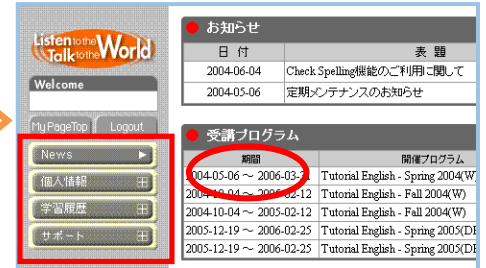 Listen to the World
Talk to the
Welcome
My PageTop
Logout
News
個人情報
学習履歴
サポート
お知らせ
日 付 表 題
2004-06-04 Check Spelling機能のご利用に関して
2004-05-06 定期メンテナンスのお知らせ
受講プログラム
期間 開催プログラム
2004-05-06 ～ 2006-03-31 Tutorial English - Spring 2004(W)
2004-10-04 ～ 2006-02-12 Tutorial English - Fall 2004(W)
2004-10-04 ～ 2005-02-12 Tutorial English - Fall 2004(W)
2005-12-19 ～ 2006-02-25 Tutorial English - Spring 2005(DE
2005-12-19 ～ 2006-02-25 Tutorial English - Spring 2005(DE